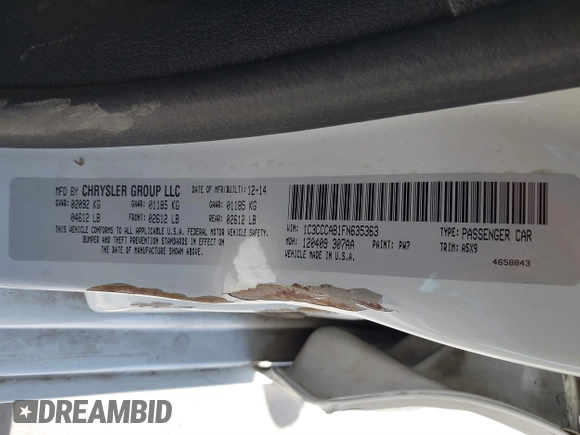 MFD BY CHRYSLER GROUP LLC DATE OF MFR(BUILT): 12-14
GVWR: 02092 KG GAWR: 01185 KG GAWR: 01185 KG
04612 LB FRONT: 02612 LB REAR: 02612 LB
THIS VEHICLE CONFORMS TO ALL APPLICABLE U.S.A. FEDERAL MOTOR VEHICLE SAFETY,
BUMPER AND THEFT PREVENTION STANDARDS IN EFFECT ON
THE DATE OF MANUFACTURE SHOWN ABOVE.
VIN: 1C3CCCAB1FN635363 TYPE: PASSENGER CAR
MDH: 120409 307AA PAINT: PW7 TRIM: A5X9
VEHICLE MADE IN U.S.A.
4658843
DREAMBID